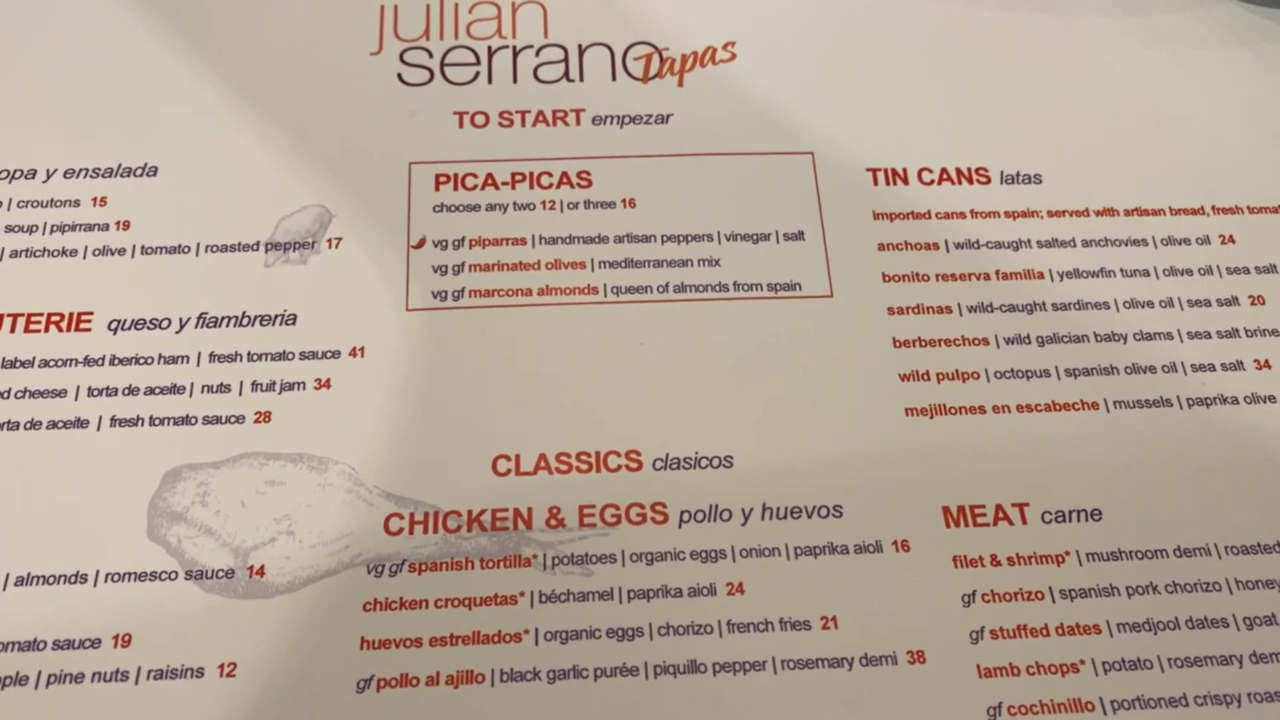 julian
serrano Tapas
TO START empezar
opa y ensalada
| croutons 15
soup | pipirrana 19
| artichoke | olive | tomato | roasted pepper 17
UTERIE queso y fiambreria
label acorn-fed iberico ham | fresh tomato sauce 41
ed cheese | torta de aceite | nuts | fruit jam 34
rta de aceite | fresh tomato sauce 28
| almonds | romesco sauce 14
omato sauce 19
ple | pine nuts | raisins 12
PICA-PICAS
choose any two 12 | or three 16
vg gf piparras | handmade artisan peppers | vinegar | salt
vg gf marinated olives | mediterranean mix
vg gf marcona almonds | queen of almonds from spain
CLASSICS clasicos
CHICKEN & EGGS pollo y huevos
vg gf spanish tortilla* | potatoes | organic eggs | onion | paprika aioli 16
chicken croquetas* | béchamel | paprika aioli 24
huevos estrellados* | organic eggs | chorizo | french fries 21
gf pollo al ajillo | black garlic purée | piquillo pepper | rosemary demi 38
TIN CANS latas
imported cans from spain; served with artisan bread, fresh toma
anchoas | wild-caught salted anchovies | olive oil 24
bonito reserva familia | yellowfin tuna | olive oil | sea salt
sardinas | wild-caught sardines | olive oil | sea salt 20
berberechos | wild galician baby clams | sea salt brine
wild pulpo | octopus | spanish olive oil | sea salt 34
mejillones en escabeche | mussels | paprika olive
MEAT carne
filet & shrimp* | mushroom demi | roasted
gf chorizo | spanish pork chorizo | honey
gf stuffed dates | medjool dates | goat
lamb chops* | potato | rosemary dem
gf cochinillo | portioned crispy roas